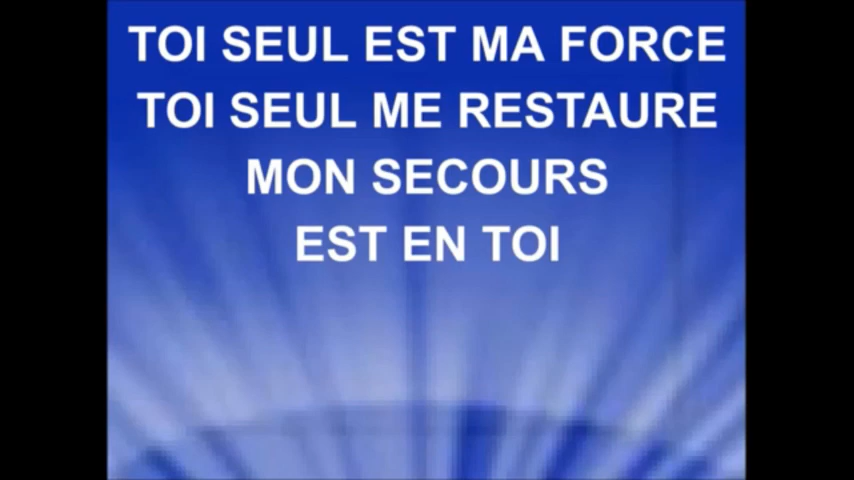 TOI SEUL EST MA FORCE
TOI SEUL ME RESTAURE
MON SECOURS
EST EN TOI